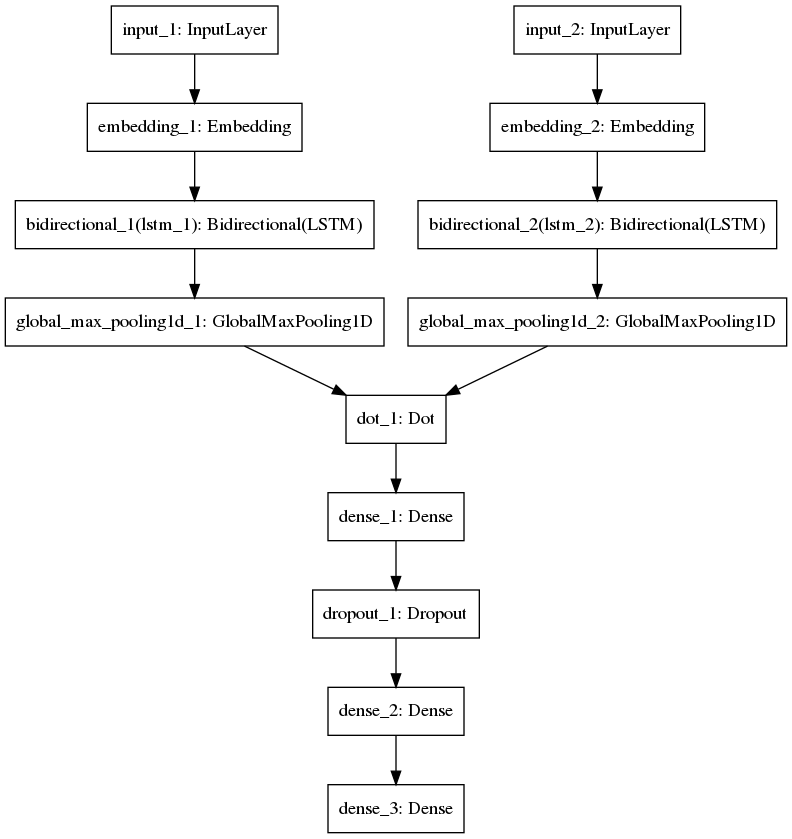 input_1: InputLayer
input_2: InputLayer
embedding_1: Embedding
embedding_2: Embedding
bidirectional_1(lstm_1): Bidirectional(LSTM)
bidirectional_2(lstm_2): Bidirectional(LSTM)
global_max_pooling1d_1: GlobalMaxPooling1D
global_max_pooling1d_2: GlobalMaxPooling1D
dot_1: Dot
dense_1: Dense
dropout_1: Dropout
dense_2: Dense
dense_3: Dense